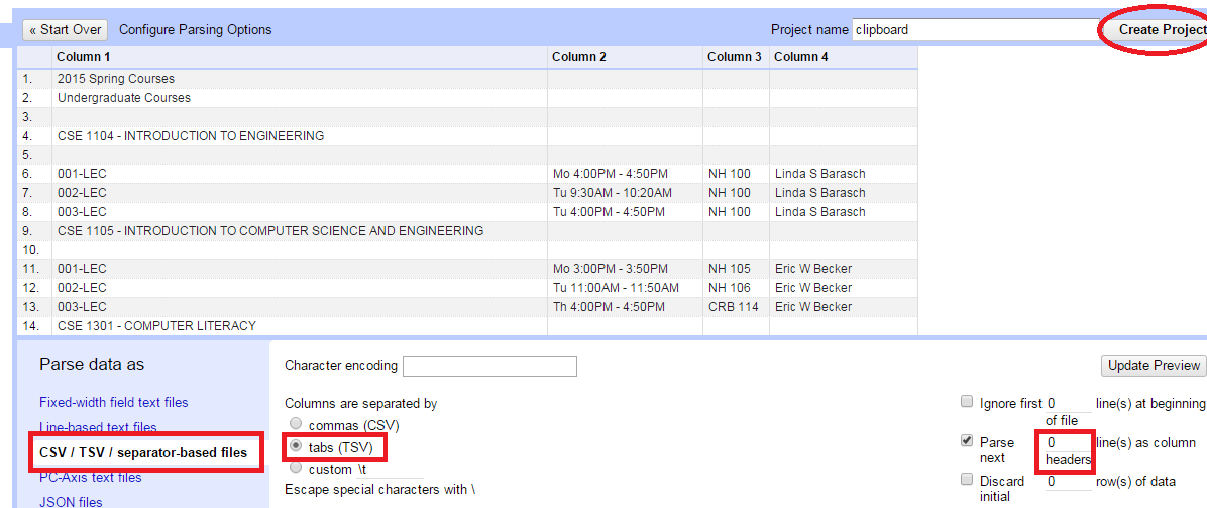 « Start Over Configure Parsing Options Project name clipboard Create Project
Column 1 Column 2 Column 3 Column 4
1. 2015 Spring Courses
2. Undergraduate Courses
3.
4. CSE 1104 - INTRODUCTION TO ENGINEERING
5.
6. 001-LEC Mo 4:00PM - 4:50PM NH 100 Linda S Barasch
7. 002-LEC Tu 9:30AM - 10:20AM NH 100 Linda S Barasch
8. 003-LEC Tu 4:00PM - 4:50PM NH 100 Linda S Barasch
9. CSE 1105 - INTRODUCTION TO COMPUTER SCIENCE AND ENGINEERING
10.
11. 001-LEC Mo 3:00PM - 3:50PM NH 105 Eric W Becker
12. 002-LEC Tu 11:00AM - 11:50AM NH 106 Eric W Becker
13. 003-LEC Th 4:00PM - 4:50PM CRB 114 Eric W Becker
14. CSE 1301 - COMPUTER LITERACY
Parse data as
Fixed-width field text files
Line-based text files
CSV / TSV / separator-based files
PC-Axis text files
JSON files
Character encoding
Columns are separated by
commas (CSV)
tabs (TSV)
custom \t
Escape special characters with \
Update Preview
Ignore first 0 line(s) at beginning
of file
Parse 0 line(s) as column
next headers
Discard 0 row(s) of data
initial